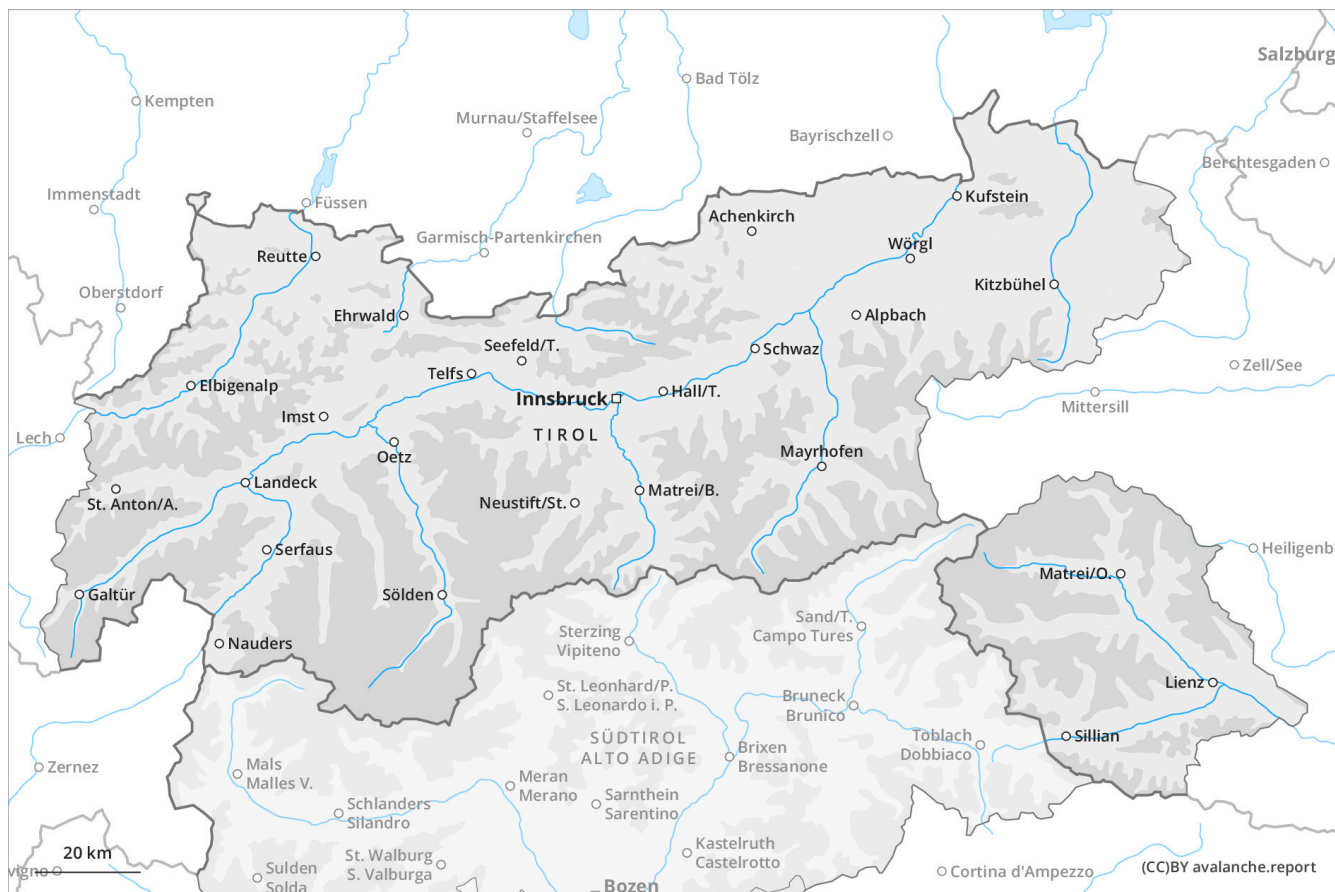 Salzburg
Bad Tölz
Kempten
Murnau/Staffelsee
Bayrischzell
Berchtesgaden
Immenstadt
Füssen
Kufstein
Achenkirch
Garmisch-Partenkirchen
Wörgl
Reutte
Kitzbühel
Oberstdorf
Ehrwald
Alpbach
Seefeld/T.
Schwaz
Zell/See
Telfs
Elbigenalp
Innsbruck
Hall/T.
Mittersill
Imst
Lech
TIROL
Oetz
Mayrhofen
Landeck
St. Anton/A.
Neustift/St.
Matrei/B.
Serfaus
Heiligenb
Matrei/O.
Galtür
Sölden
Sand/T.
Campo Tures
Sterzing
Vipiteno
Nauders
Lienz
St. Leonhard/P.
S. Leonardo i. P.
Bruneck
Brunico
SÜDTIROL
ALTO ADIGE
Toblach
Dobbiaco
Sillian
Brixen
Bressanone
Zernez
Mals
Malles V.
Meran
Merano
Schlanders
Silandro
Sarnthein
Sarentino
Kastelruth
Castelrotto
20 km
St. Walburg
S. Valburga
vigno
Sulden
Solda
Bozen
Cortina d'Ampezzo
(CC)BY avalanche.report